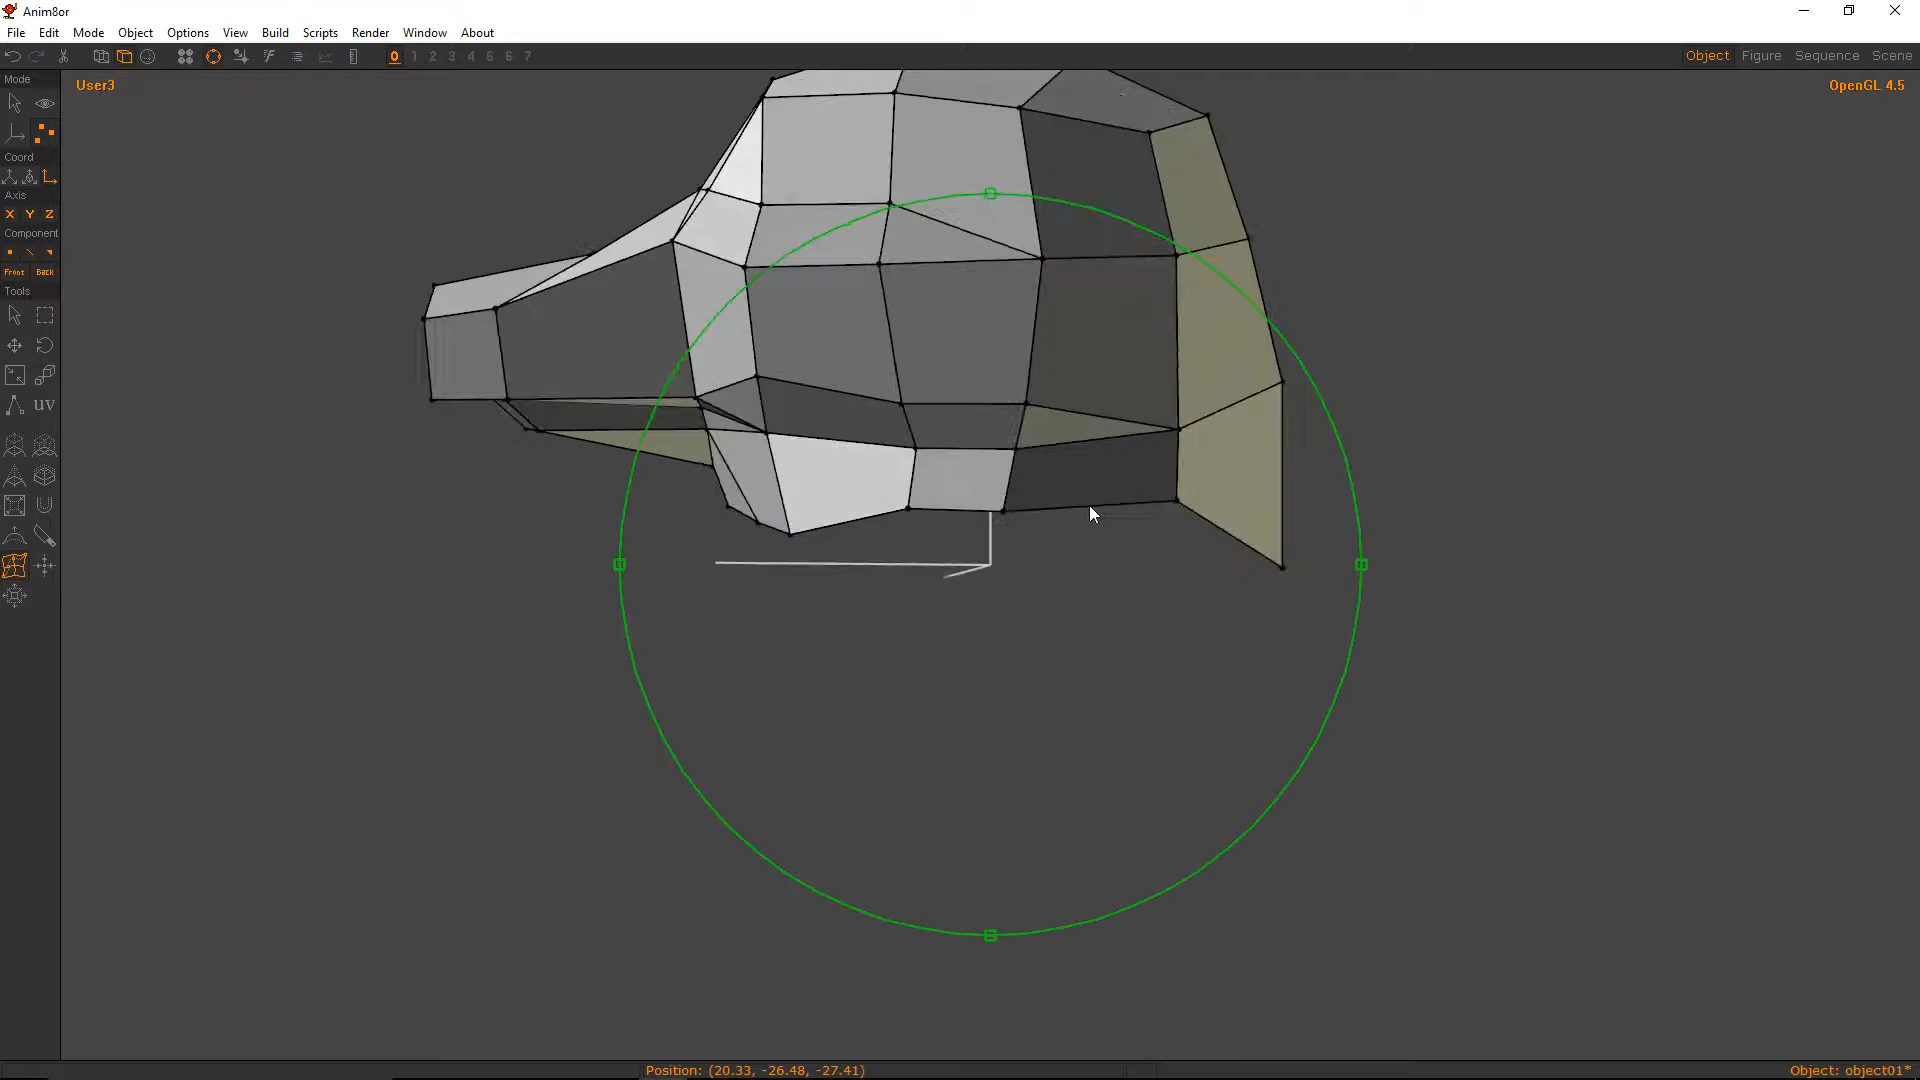 Anim8or
File Edit Mode Object Options View Build Scripts Render Window About
0 1 2 3 4 5 6 7
Object Figure Sequence Scene
Mode
User3
OpenGL 4.5
Coord
Axis
X Y Z
Component
Front Back
Tools
UV
Position: (20.33, -26.48, -27.41)
Object: object01*